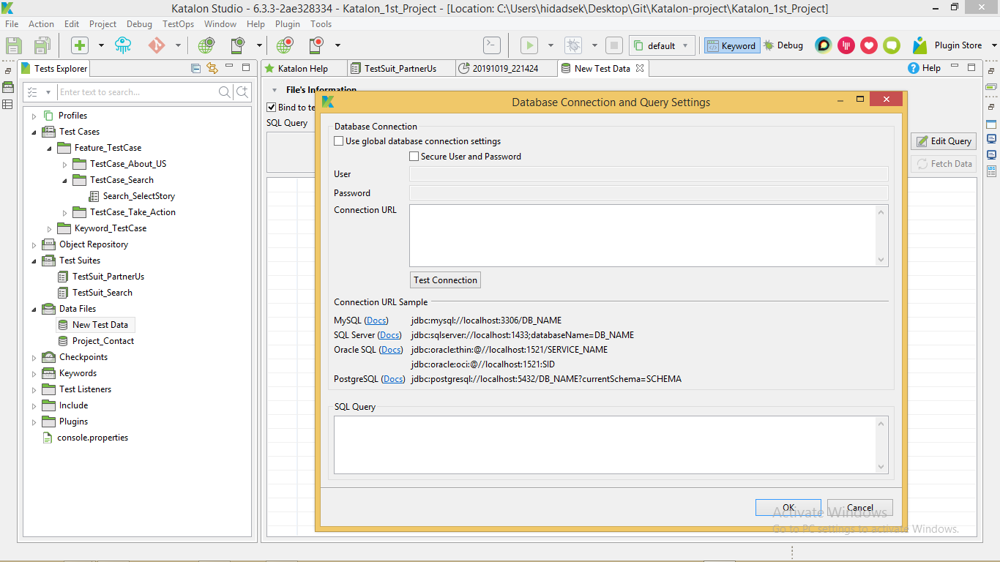 Katalon Studio - 6.3.3-2ae328334 - Katalon_1st_Project - [Location: C:\Users\hidadsek\Desktop\Git\Katalon-project\Katalon_1st_Project]
File Action Edit Project Debug TestOps Window Help Plugin Tools
default Keyword Debug Plugin Store
Tests Explorer
Katalon Help TestSuit_PartnerUs 20191019_221424 New Test Data Help
Enter text to search...
Profiles
Test Cases
Feature_TestCase
TestCase_About_US
TestCase_Search
Search_SelectStory
TestCase_Take_Action
Keyword_TestCase
Object Repository
Test Suites
TestSuit_PartnerUs
TestSuit_Search
Data Files
New Test Data
Project_Contact
Checkpoints
Keywords
Test Listeners
Include
Plugins
console.properties
File's Information
Bind to te
SQL Query
Edit Query
Fetch Data
Database Connection and Query Settings
Database Connection
Use global database connection settings
Secure User and Password
User
Password
Connection URL
Test Connection
Connection URL Sample
MySQL (Docs) jdbc:mysql://localhost:3306/DB_NAME
SQL Server (Docs) jdbc:sqlserver://localhost:1433;databaseName=DB_NAME
Oracle SQL (Docs) jdbc:oracle:thin:@//localhost:1521/SERVICE_NAME
jdbc:oracle:oci:@//localhost:1521:SID
PostgreSQL (Docs) jdbc:postgresql://localhost:5432/DB_NAME?currentSchema=SCHEMA
SQL Query
OK Cancel
Activate Windows
Go to PC settings to activate Windows.